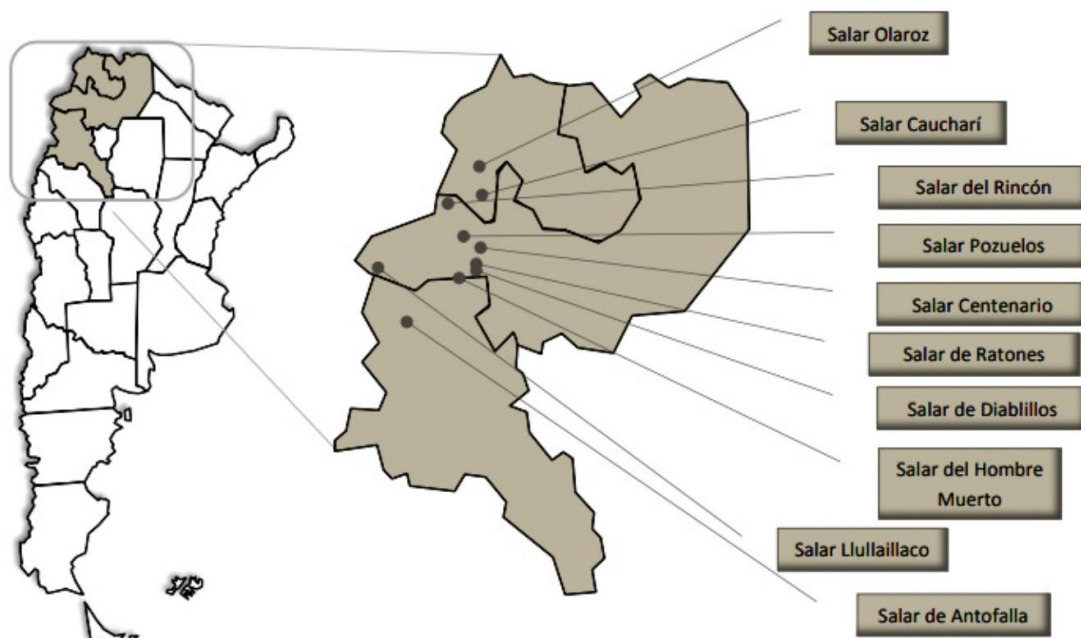 Salar Olaroz
Salar Caucharí
Salar del Rincón
Salar Pozuelos
Salar Centenario
Salar de Ratones
Salar de Diablillos
Salar del Hombre
Muerto
Salar Llullaillaco
Salar de Antofalla